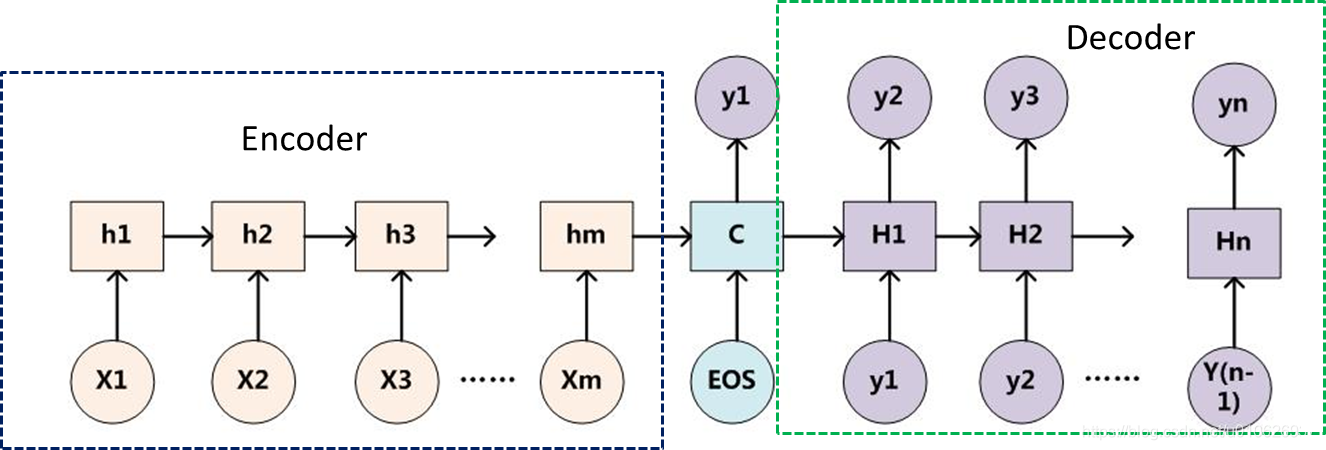 Decoder
Encoder
y1
y2
y3
yn
h1
h2
h3
hm
C
H1
H2
Hn
X1
X2
X3
......
Xm
EOS
y1
y2
......
Y(n-
1)